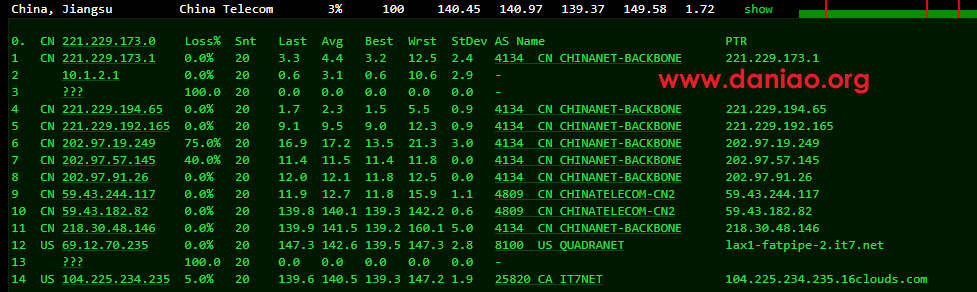 China, Jiangsu China Telecom 3% 100 140.45 140.97 139.37 149.58 1.72 show
0. CN 221.229.173.0 Loss% Snt Last Avg Best Wrst StDev AS Name PTR
1 CN 221.229.173.1 0.0% 20 3.3 4.4 3.2 12.5 2.4 4134 CN CHINANET-BACKBONE 221.229.173.1
2 10.1.2.1 0.0% 20 0.6 3.1 0.6 10.6 2.9 -
www.daniao.org
3 ??? 100.0 20 0.0 0.0 0.0 0.0 0.0 -
4 CN 221.229.194.65 0.0% 20 1.7 2.3 1.5 5.5 0.9 4134 CN CHINANET-BACKBONE 221.229.194.65
5 CN 221.229.192.165 0.0% 20 9.1 9.5 9.0 12.3 0.9 4134 CN CHINANET-BACKBONE 221.229.192.165
6 CN 202.97.19.249 75.0% 20 16.9 17.2 13.5 21.3 3.0 4134 CN CHINANET-BACKBONE 202.97.19.249
7 CN 202.97.57.145 40.0% 20 11.4 11.5 11.4 11.8 0.0 4134 CN CHINANET-BACKBONE 202.97.57.145
8 CN 202.97.91.26 0.0% 20 12.0 12.1 11.8 12.5 0.0 4134 CN CHINANET-BACKBONE 202.97.91.26
9 CN 59.43.244.117 0.0% 20 11.9 12.7 11.8 15.9 1.1 4809 CN CHINATELECOM-CN2 59.43.244.117
10 CN 59.43.182.82 0.0% 20 139.8 140.1 139.3 142.2 0.6 4809 CN CHINATELECOM-CN2 59.43.182.82
11 CN 218.30.48.146 0.0% 20 139.9 141.5 139.2 160.1 5.0 4134 CN CHINANET-BACKBONE 218.30.48.146
12 US 69.12.70.235 0.0% 20 147.3 142.6 139.5 147.3 2.8 8100 US QUADRANET lax1-fatpipe-2.it7.net
13 ??? 100.0 20 0.0 0.0 0.0 0.0 0.0 -
14 US 104.225.234.235 5.0% 20 139.6 140.5 139.3 147.2 1.9 25820 CA IT7NET 104.225.234.235.16clouds.com